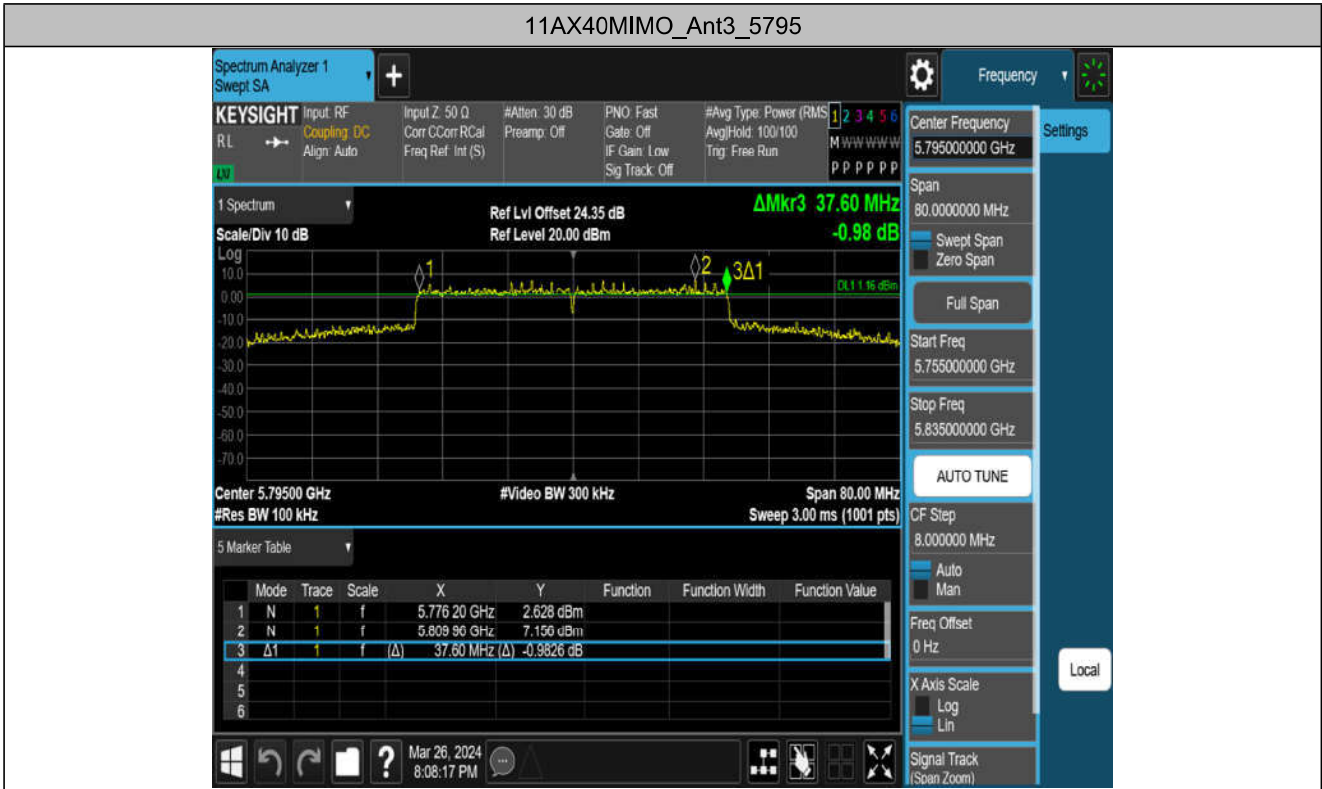 11AX40MIMO_Ant3_5795
Spectrum Analyzer 1
Swept SA
+
Frequency
KEYSIGHT
RL
LXI
Input: RF
Coupling: DC
Align: Auto
Input Z: 50 Ω
Corr CCorr RCal
Freq Ref: Int (S)
#Atten: 30 dB
Preamp: Off
PNO: Fast
Gate: Off
IF Gain: Low
Sig Track: Off
#Avg Type: Power (RMS
Avg|Hold: 100/100
Trig: Free Run
1 2 3 4 5 6
M W W W W W
P P P P P P
Center Frequency
5.795000000 GHz
Settings
1 Spectrum
Scale/Div 10 dB
Ref Lvl Offset 24.35 dB
Ref Level 20.00 dBm
ΔMkr3 37.60 MHz
-0.98 dB
Log
10.0
0.00
-10.0
-20.0
-30.0
-40.0
-50.0
-60.0
-70.0
1
2
3Δ1
DL1 1.16 dBm
Center 5.79500 GHz
#Res BW 100 kHz
#Video BW 300 kHz
Span 80.00 MHz
Sweep 3.00 ms (1001 pts)
Span
80.0000000 MHz
Swept Span
Zero Span
Full Span
Start Freq
5.755000000 GHz
Stop Freq
5.835000000 GHz
AUTO TUNE
CF Step
8.000000 MHz
Auto
Man
Freq Offset
0 Hz
X Axis Scale
Log
Lin
Signal Track
(Span Zoom)
Local
5 Marker Table
Mode Trace Scale X Y Function Function Width Function Value
1 N 1 f 5.776 20 GHz 2.628 dBm
2 N 1 f 5.809 96 GHz 7.156 dBm
3 Δ1 1 f (Δ) 37.60 MHz (Δ) -0.9826 dB
4
5
6
?
Mar 26, 2024
8:08:17 PM